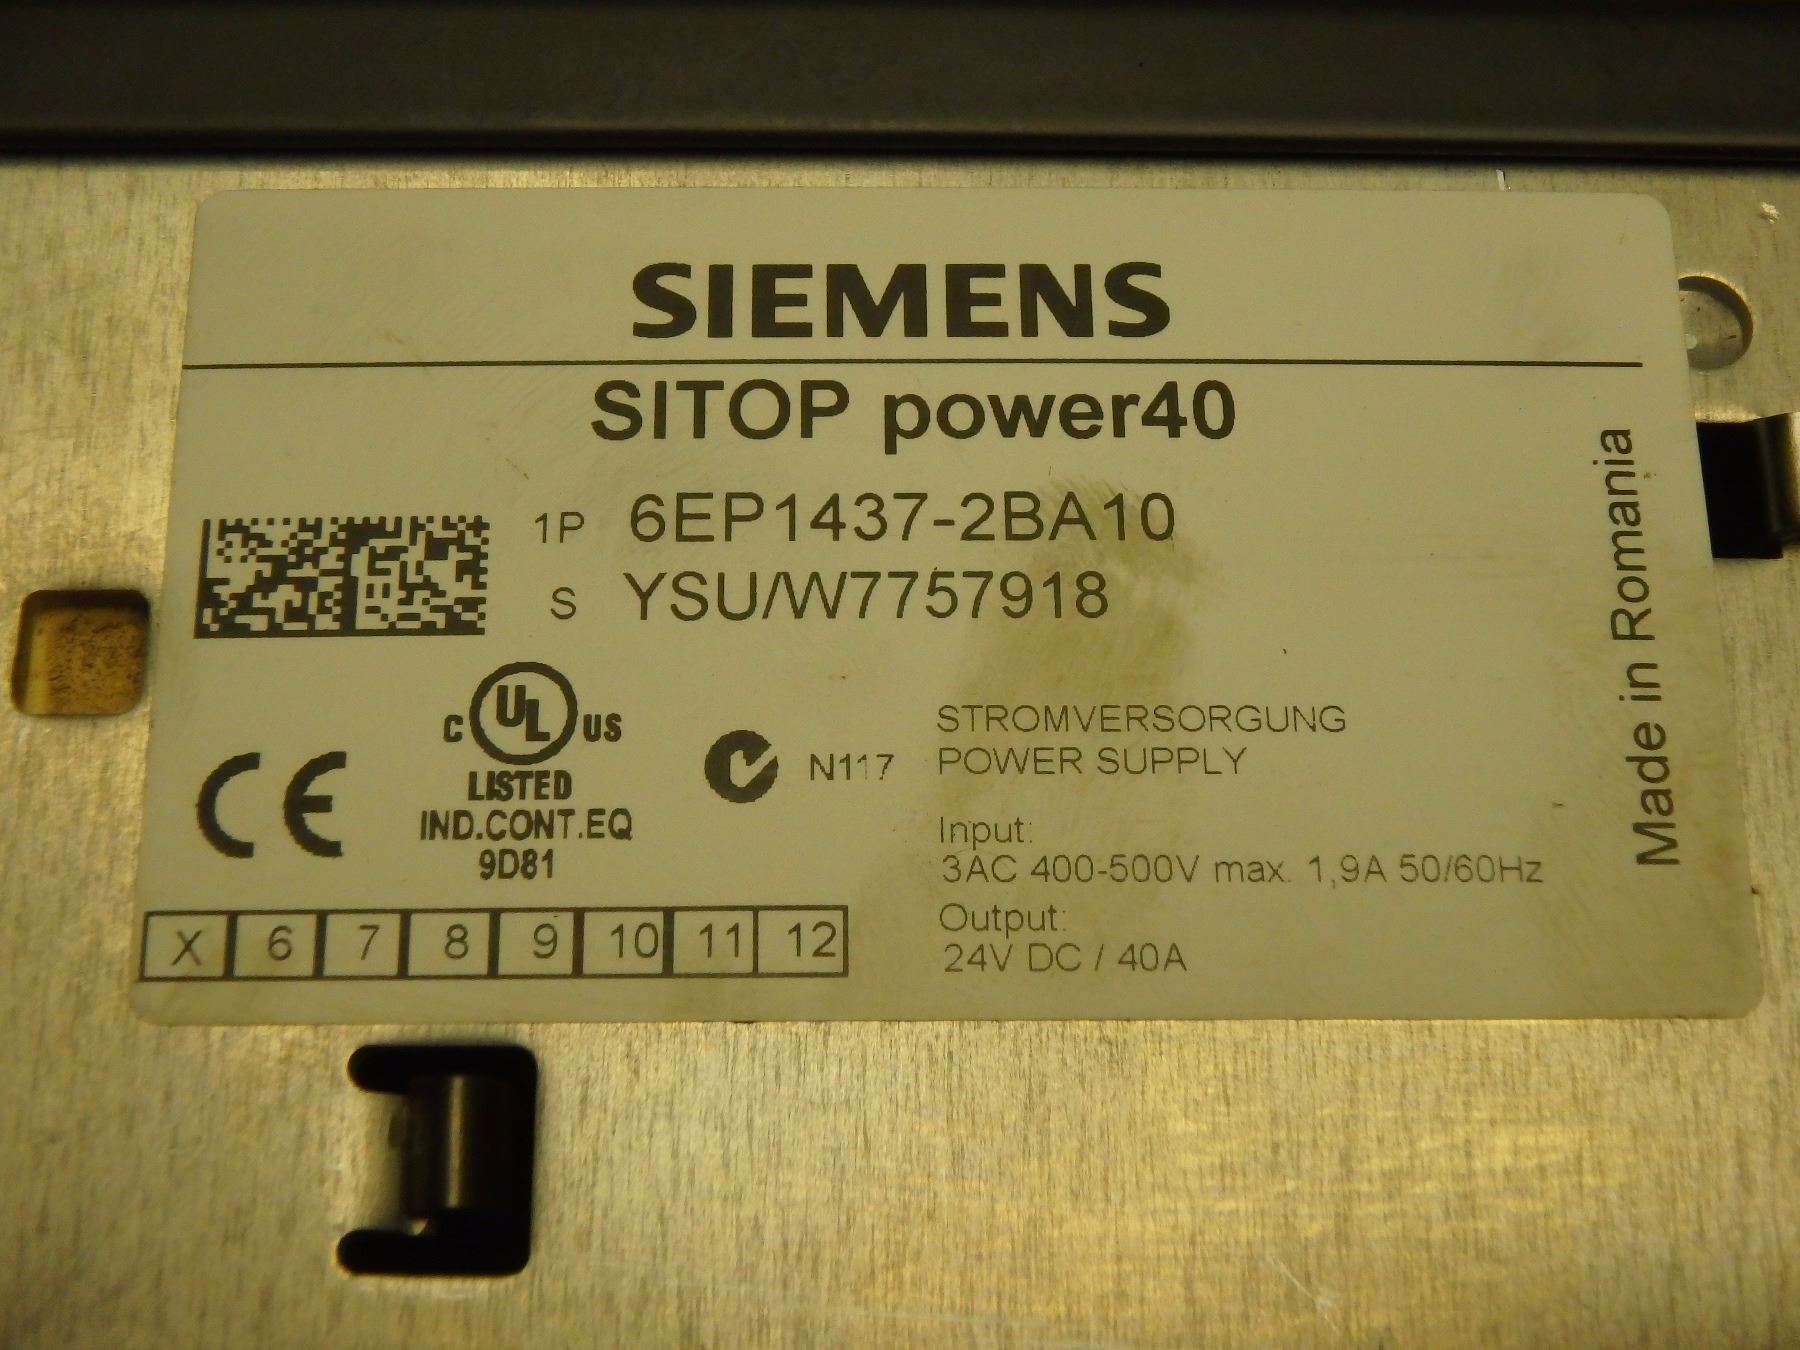 SIEMENS
SITOP power40
1P 6EP1437-2BA10
S YSU/W7757918
C UL US
LISTED
IND.CONT.EQ
9D81
CE
N117
STROMVERSORGUNG
POWER SUPPLY
Input:
3AC 400-500V max. 1,9A 50/60Hz
Output:
24V DC / 40A
X 6 7 8 9 10 11 12
Made in Romania